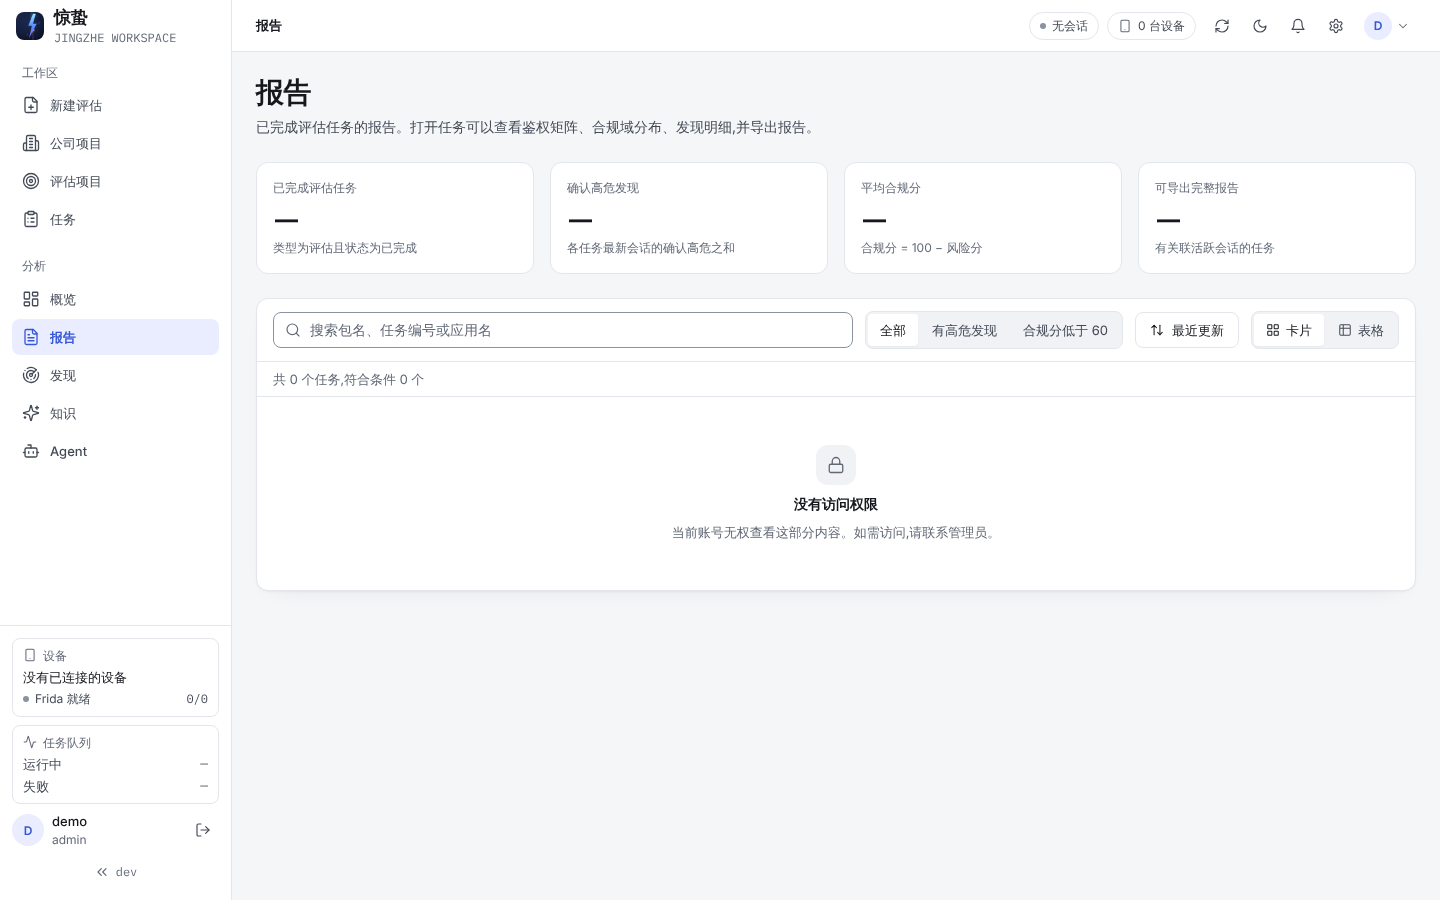 惊蛰
JINGZHE WORKSPACE
工作区
新建评估
公司项目
评估项目
任务
分析
概览
报告
发现
知识
Agent
设备
没有已连接的设备
Frida 就绪 0/0
任务队列
运行中 —
失败 —
D
demo
admin
dev
报告
无会话
0 台设备
D
报告
已完成评估任务的报告。打开任务可以查看鉴权矩阵、合规域分布、发现明细,并导出报告。
已完成评估任务
—
类型为评估且状态为已完成
确认高危发现
—
各任务最新会话的确认高危之和
平均合规分
—
合规分 = 100 − 风险分
可导出完整报告
—
有关联活跃会话的任务
搜索包名、任务编号或应用名
全部 有高危发现 合规分低于 60
最近更新
卡片 表格
共 0 个任务,符合条件 0 个
没有访问权限
当前账号无权查看这部分内容。如需访问,请联系管理员。